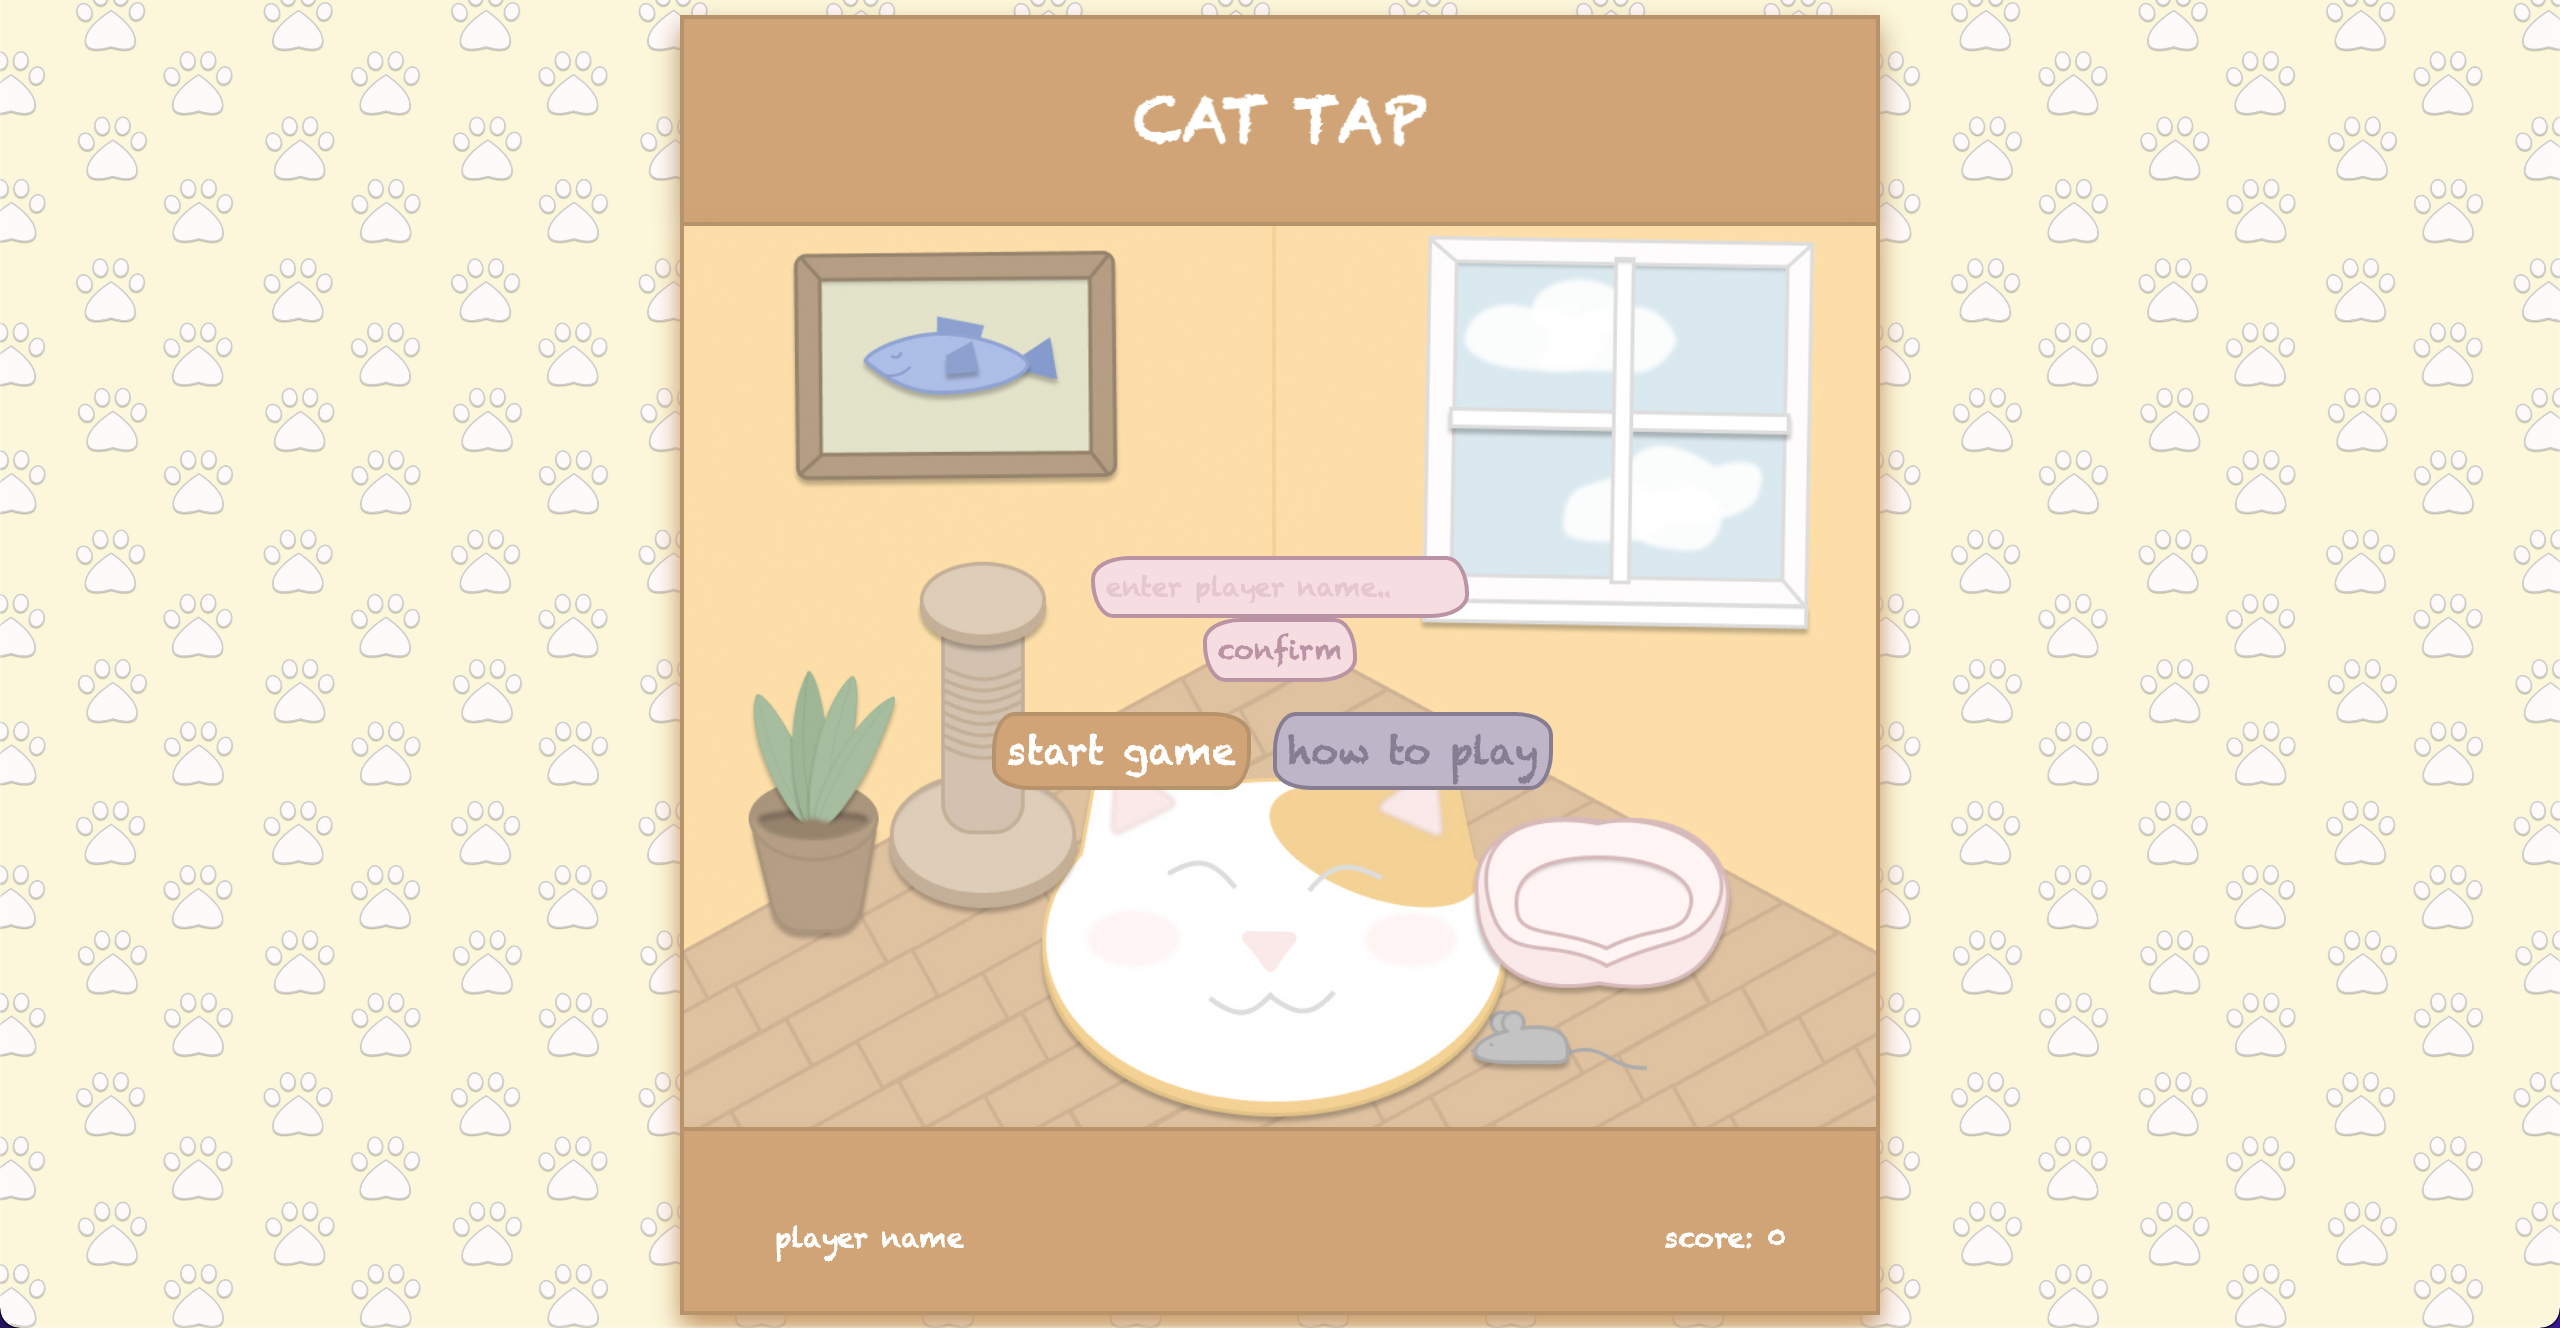 CAT TAP
enter player name..
confirm
start game
how to play
player name
score: 0